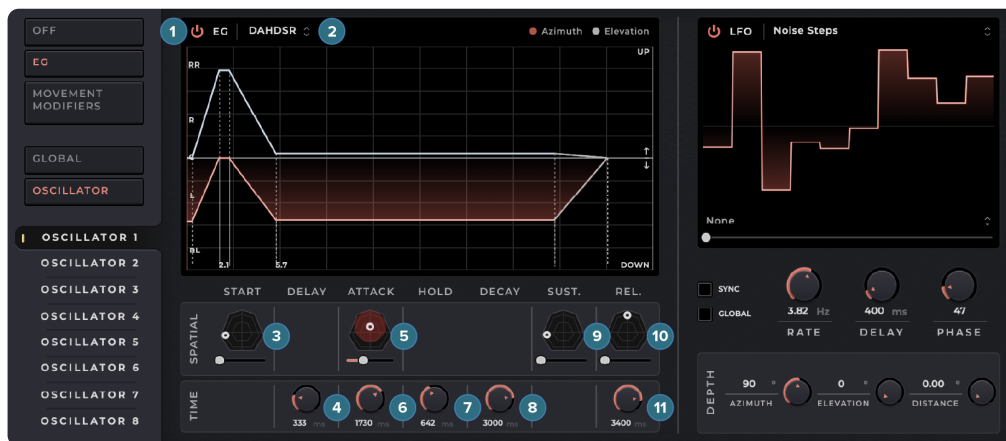 OFF
EG
MOVEMENT
MODIFIERS
GLOBAL
OSCILLATOR
OSCILLATOR 1
OSCILLATOR 2
OSCILLATOR 3
OSCILLATOR 4
OSCILLATOR 5
OSCILLATOR 6
OSCILLATOR 7
OSCILLATOR 8
1 EG DAHDSR 2 Azimuth Elevation
UP
RR
R
C
L
RL
2.1 5.7 DOWN
START DELAY ATTACK HOLD DECAY SUST. REL.
SPATIAL 3 5 9 10
TIME 4 6 7 8 11
333 ms 1730 ms 642 ms 3000 ms 3400 ms
LFO Noise Steps
None
SYNC
GLOBAL
3.82 Hz 400 ms 47
RATE DELAY PHASE
DEPTH
90 ° 0 ° 0.00 °
AZIMUTH ELEVATION DISTANCE